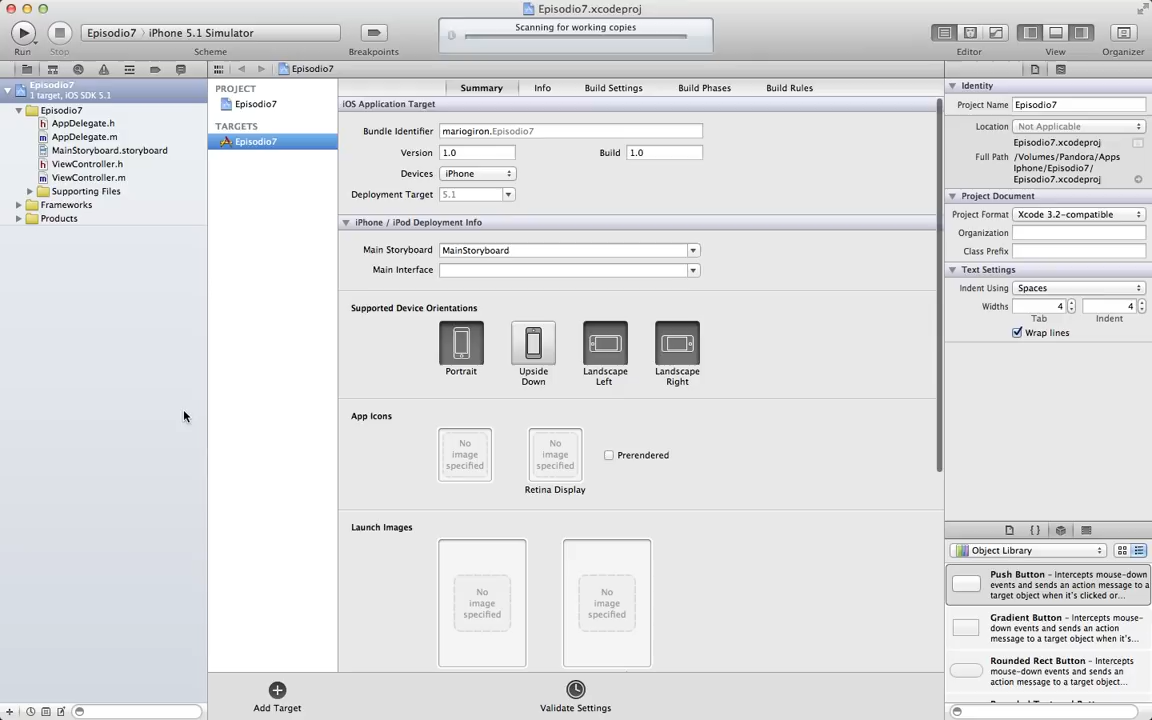 Episodio7.xcodeproj
Run
Stop
Episodio7 〉 iPhone 5.1 Simulator
Scheme
Breakpoints
Scanning for working copies
Editor
View
Organizer
Episodio7
1 target, iOS SDK 5.1
Episodio7
AppDelegate.h
AppDelegate.m
MainStoryboard.storyboard
ViewController.h
ViewController.m
Supporting Files
Frameworks
Products
Episodio7
PROJECT
Episodio7
TARGETS
Episodio7
Summary
Info
Build Settings
Build Phases
Build Rules
iOS Application Target
Bundle Identifier mariogiron.Episodio7
Version 1.0 Build 1.0
Devices iPhone
Deployment Target 5.1
iPhone / iPod Deployment Info
Main Storyboard MainStoryboard
Main Interface
Supported Device Orientations
Portrait
Upside
Down
Landscape
Left
Landscape
Right
App Icons
No
image
specified
No
image
specified
Prerendered
Retina Display
Launch Images
No
image
specified
No
image
specified
Add Target
Validate Settings
Identity
Project Name Episodio7
Location Not Applicable
Episodio7.xcodeproj
Full Path /Volumes/Pandora/Apps
Iphone/Episodio7/
Episodio7.xcodeproj
Project Document
Project Format Xcode 3.2-compatible
Organization
Class Prefix
Text Settings
Indent Using Spaces
Widths 4 4
Tab Indent
Wrap lines
{ }
Object Library
Push Button – Intercepts mouse-down
events and sends an action message to a
target object when it's clicked or...
Gradient Button – Intercepts mouse-
down events and sends an action
message to a target object when it's...
Rounded Rect Button – Intercepts
mouse-down events and sends an
action message to a target object...